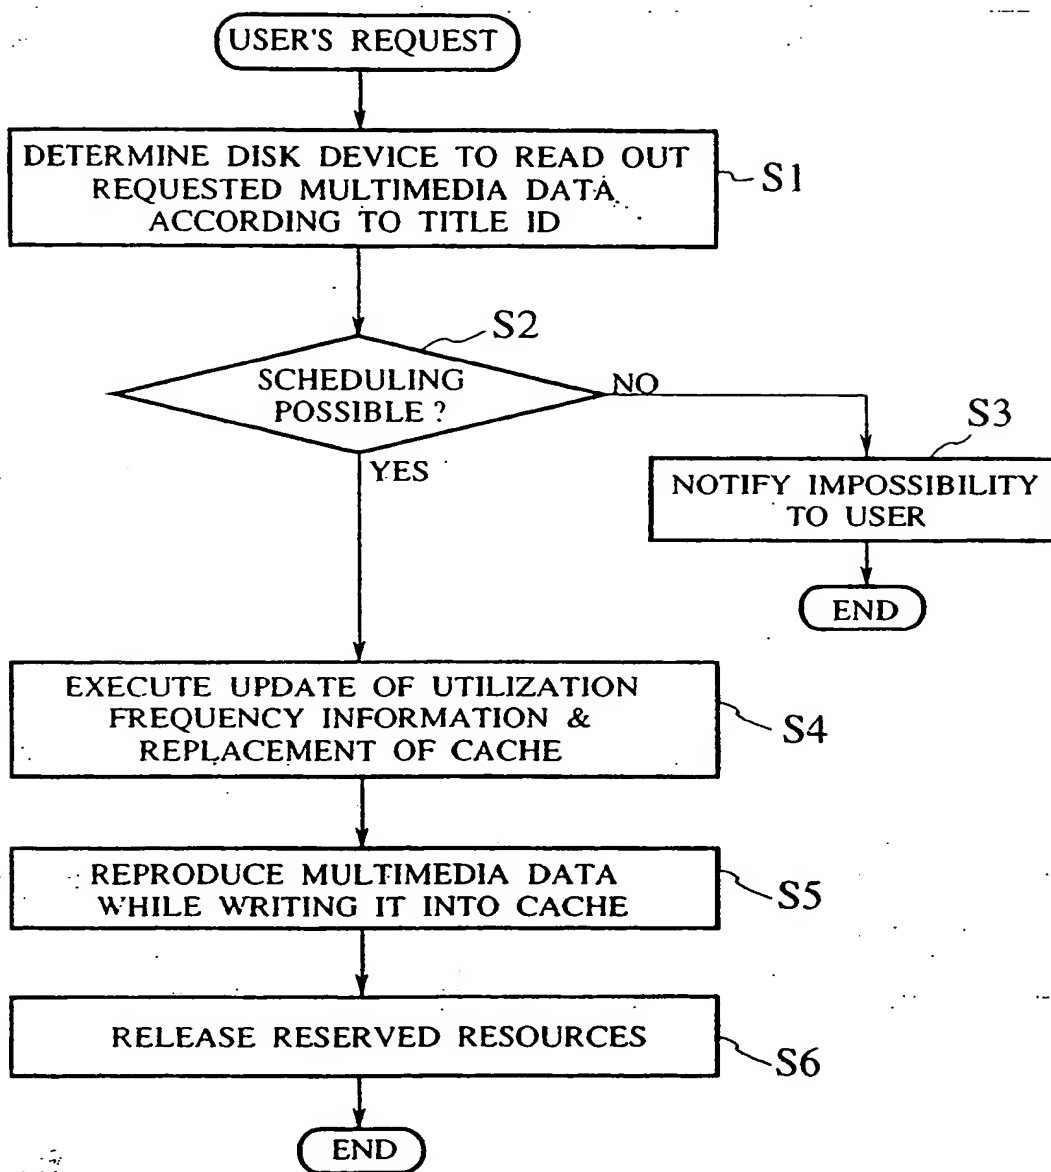 USER'S REQUEST
DETERMINE DISK DEVICE TO READ OUT
REQUESTED MULTIMEDIA DATA
ACCORDING TO TITLE ID
S1
S2
SCHEDULING
POSSIBLE ?
NO
YES
S3
NOTIFY IMPOSSIBILITY
TO USER
END
EXECUTE UPDATE OF UTILIZATION
FREQUENCY INFORMATION &
REPLACEMENT OF CACHE
S4
REPRODUCE MULTIMEDIA DATA
WHILE WRITING IT INTO CACHE
S5
RELEASE RESERVED RESOURCES
S6
END